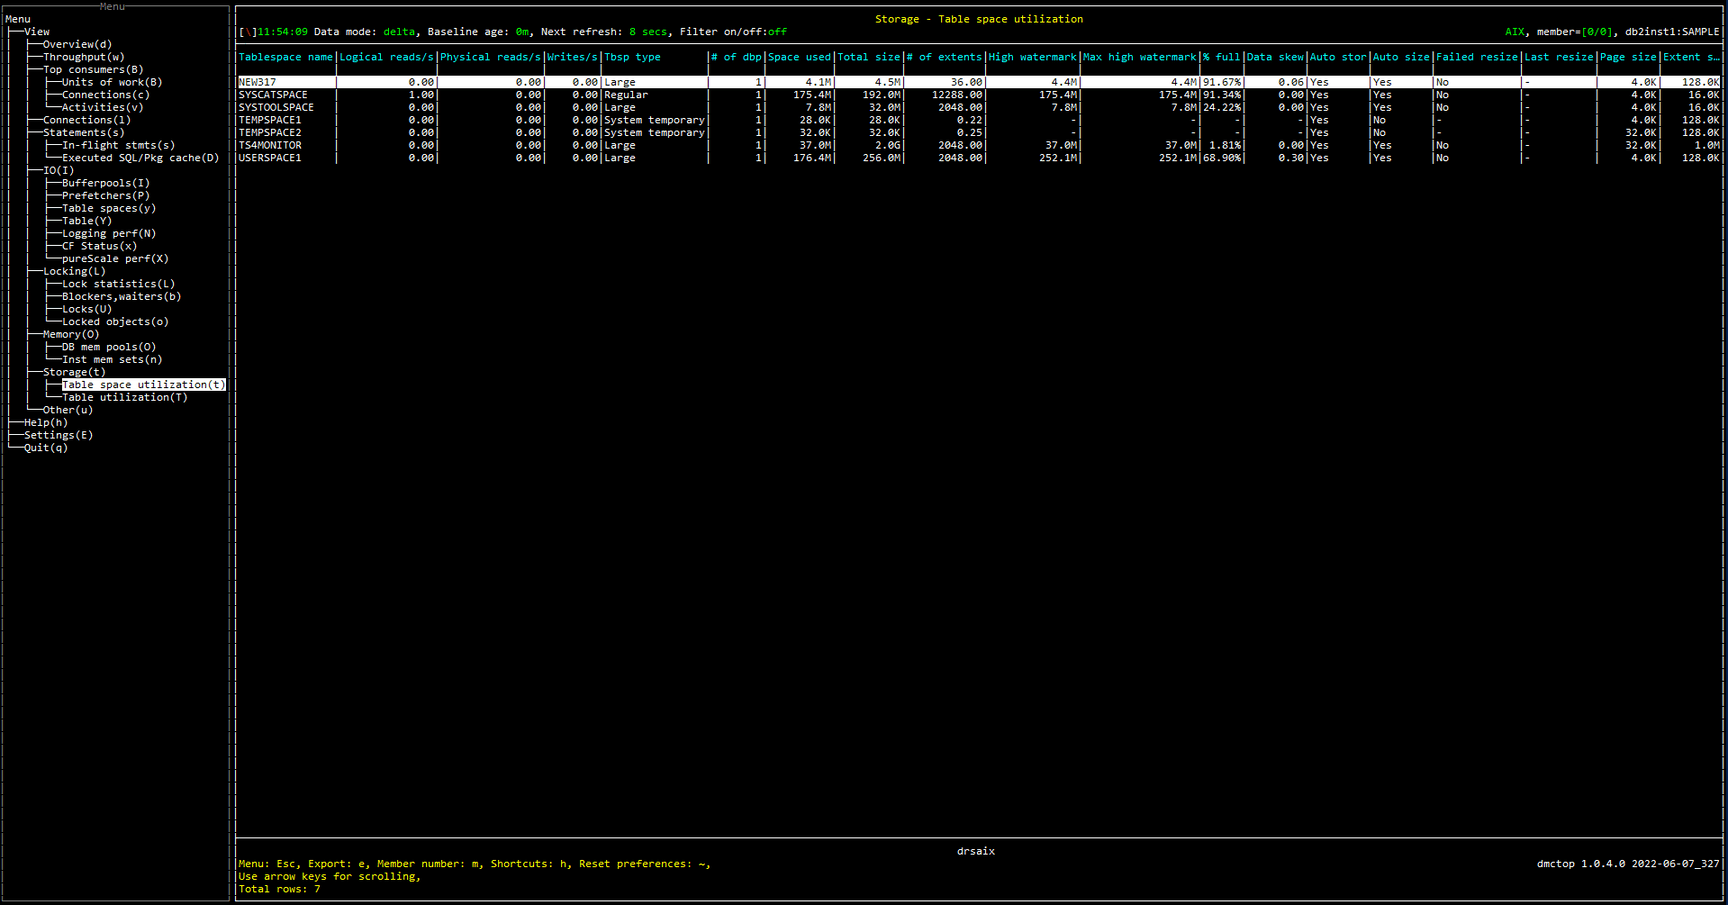 Menu
Menu
View
Overview(d)
Throughput(w)
Top consumers(B)
Units of work(B)
Connections(c)
Activities(v)
Connections(l)
Statements(s)
In-flight stmts(s)
Executed SQL/Pkg cache(D)
IO(I)
Bufferpools(I)
Prefetchers(P)
Table spaces(y)
Table(Y)
Logging perf(N)
CF Status(x)
pureScale perf(X)
Locking(L)
Lock statistics(L)
Blockers,waiters(b)
Locks(U)
Locked objects(o)
Memory(O)
DB mem pools(O)
Inst mem sets(n)
Storage(t)
Table space utilization(t)
Table utilization(T)
Other(u)
Help(h)
Settings(E)
Quit(q)
Storage - Table space utilization
[\]11:54:09 Data mode: delta, Baseline age: 0m, Next refresh: 8 secs, Filter on/off:off AIX, member=[0/0], db2inst1:SAMPLE
Tablespace name|Logical reads/s|Physical reads/s|Writes/s|Tbsp type |# of dbp|Space used|Total size|# of extents|High watermark|Max high watermark|% full|Data skew|Auto stor|Auto size|Failed resize|Last resize|Page size|Extent s…
NEW317 | 0.00| 0.00| 0.00|Large | 1| 4.1M| 4.5M| 36.00| 4.4M| 4.4M|91.67%| 0.06|Yes |Yes |No |- | 4.0K| 128.0K
SYSCATSPACE | 1.00| 0.00| 0.00|Regular | 1| 175.4M| 192.0M| 12288.00| 175.4M| 175.4M|91.34%| 0.00|Yes |Yes |No |- | 4.0K| 16.0K
SYSTOOLSPACE | 0.00| 0.00| 0.00|Large | 1| 7.8M| 32.0M| 2048.00| 7.8M| 7.8M|24.22%| 0.00|Yes |Yes |No |- | 4.0K| 16.0K
TEMPSPACE1 | 0.00| 0.00| 0.00|System temporary| 1| 28.0K| 28.0K| 0.22| -| -| -| -|Yes |No |- |- | 4.0K| 128.0K
TEMPSPACE2 | 0.00| 0.00| 0.00|System temporary| 1| 32.0K| 32.0K| 0.25| -| -| -| -|Yes |No |- |- | 32.0K| 128.0K
TS4MONITOR | 0.00| 0.00| 0.00|Large | 1| 37.0M| 2.0G| 2048.00| 37.0M| 37.0M| 1.81%| 0.00|Yes |Yes |No |- | 32.0K| 1.0M
USERSPACE1 | 0.00| 0.00| 0.00|Large | 1| 176.4M| 256.0M| 2048.00| 252.1M| 252.1M|68.90%| 0.30|Yes |Yes |No |- | 4.0K| 128.0K
drsaix
Menu: Esc, Export: e, Member number: m, Shortcuts: h, Reset preferences: ~, dmctop 1.0.4.0 2022-06-07_327
Use arrow keys for scrolling,
Total rows: 7